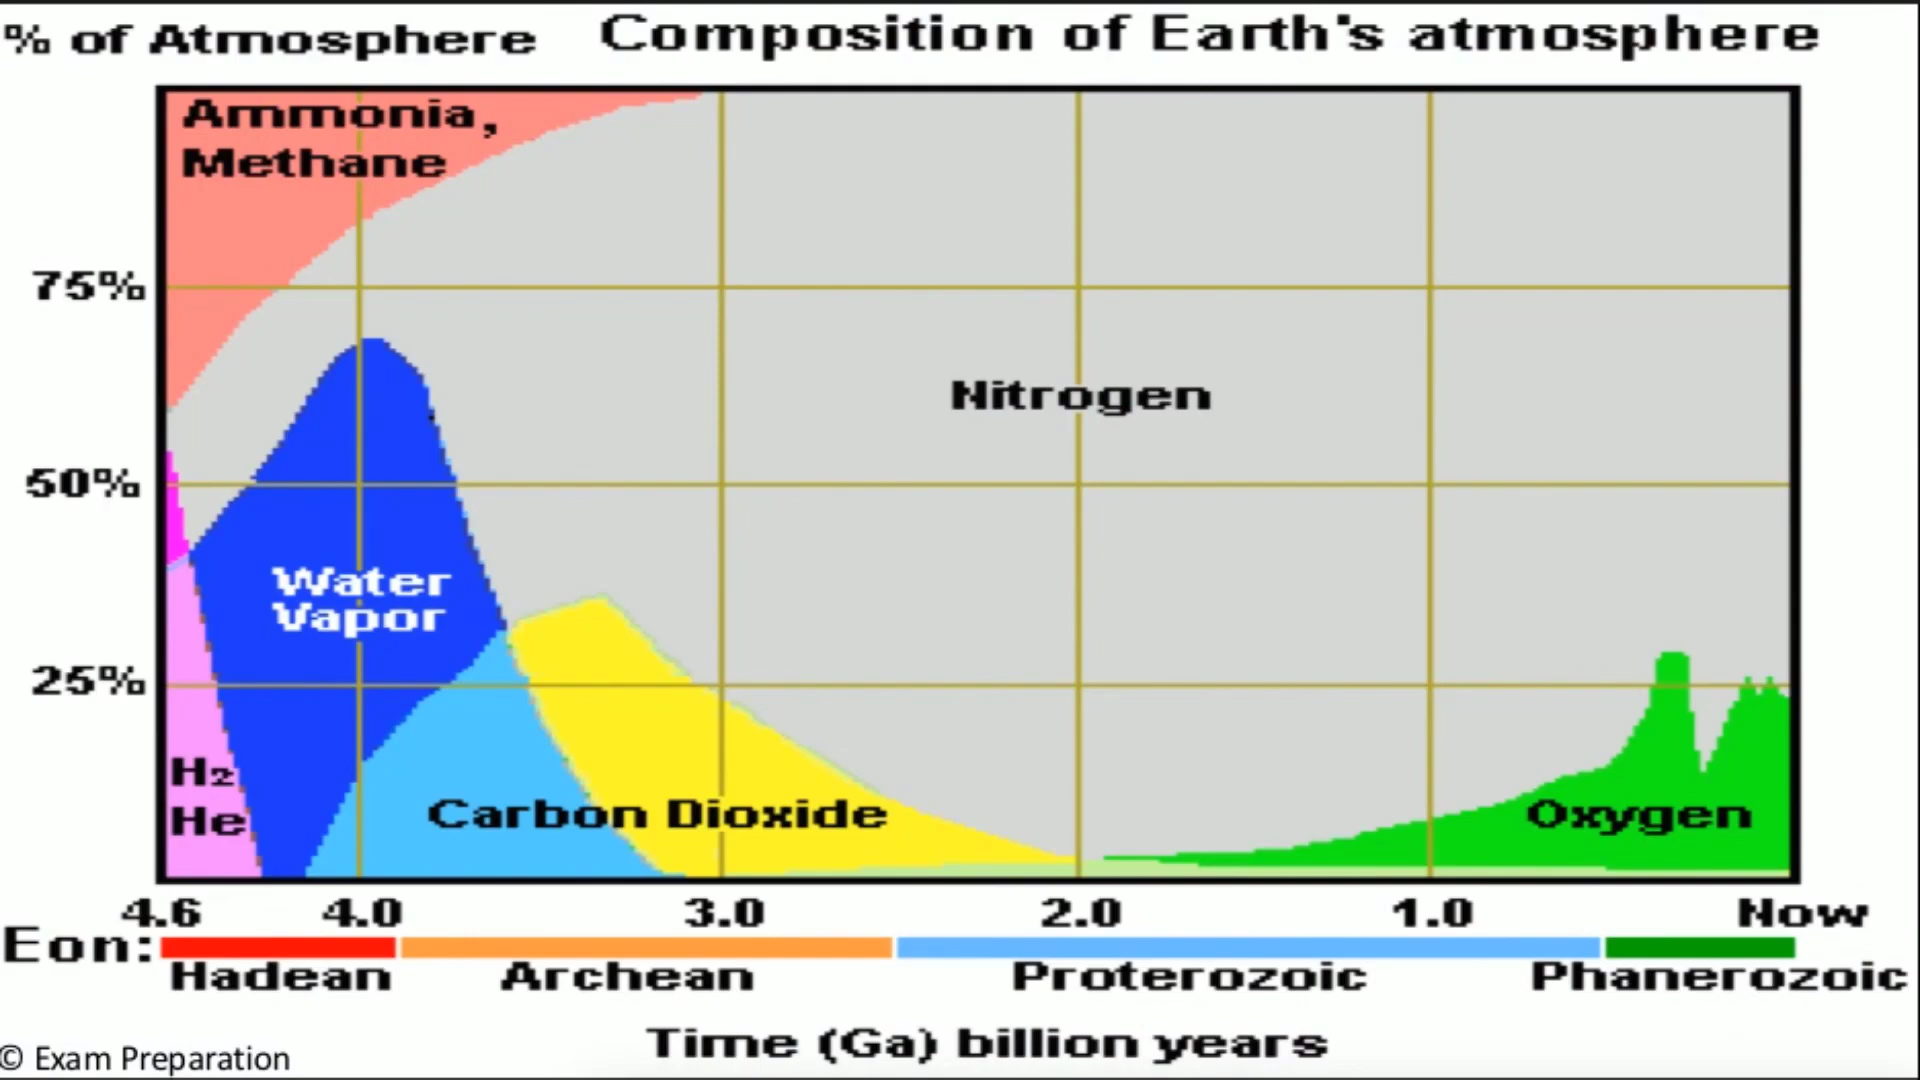 % of Atmosphere
Composition of Earth's atmosphere
Ammonia,
Methane
75%
Nitrogen
50%
Water
Vapor
25%
H₂
He
Carbon Dioxide
Oxygen
4.6 4.0 3.0 2.0 1.0 Now
Eon:
Hadean Archean Proterozoic Phanerozoic
Time (Ga) billion years
© Exam Preparation